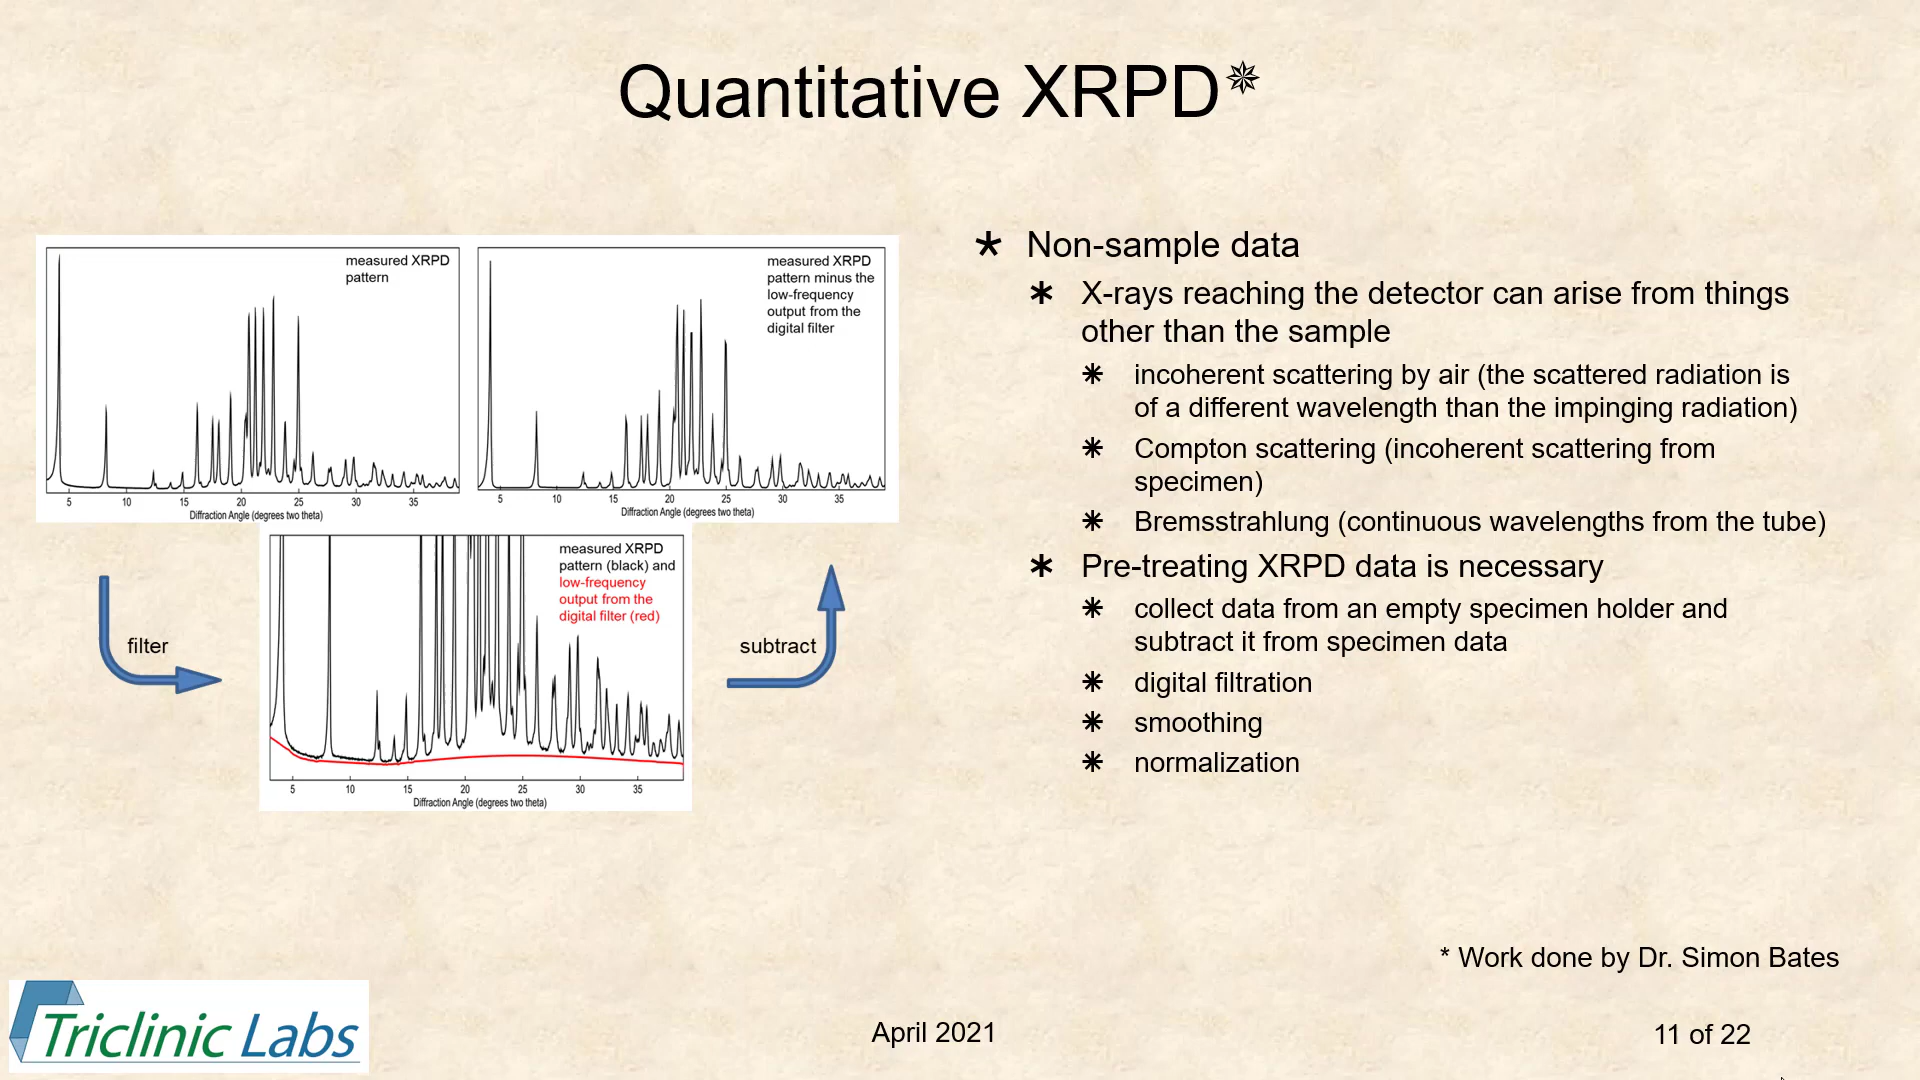 Quantitative XRPD*
measured XRPD
pattern
5 10 15 20 25 30 35
Diffraction Angle (degrees two theta)
measured XRPD
pattern minus the
low-frequency
output from the
digital filter
5 10 15 20 25 30 35
Diffraction Angle (degrees two theta)
filter
measured XRPD
pattern (black) and
low-frequency
output from the
digital filter (red)
5 10 15 20 25 30 35
Diffraction Angle (degrees two theta)
subtract
* Non-sample data
* X-rays reaching the detector can arise from things
other than the sample
* incoherent scattering by air (the scattered radiation is
of a different wavelength than the impinging radiation)
* Compton scattering (incoherent scattering from
specimen)
* Bremsstrahlung (continuous wavelengths from the tube)
* Pre-treating XRPD data is necessary
* collect data from an empty specimen holder and
subtract it from specimen data
* digital filtration
* smoothing
* normalization
* Work done by Dr. Simon Bates
Triclinic Labs
April 2021
11 of 22